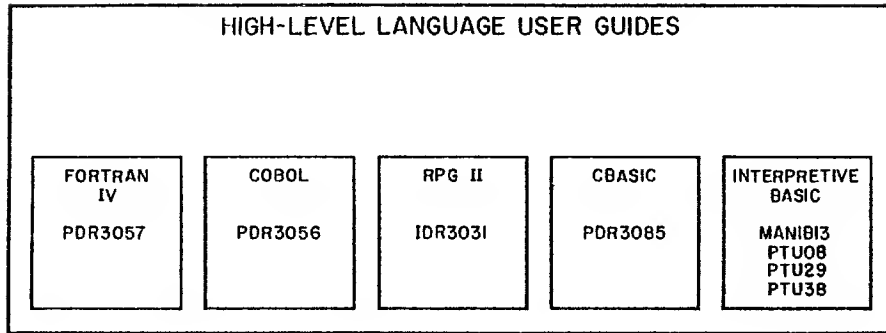 HIGH-LEVEL LANGUAGE USER GUIDES
FORTRAN
IV
PDR3057
COBOL
PDR3056
RPG II
IDR3031
CBASIC
PDR3085
INTERPRETIVE
BASIC
MAN1813
PTU08
PTU29
PTU38